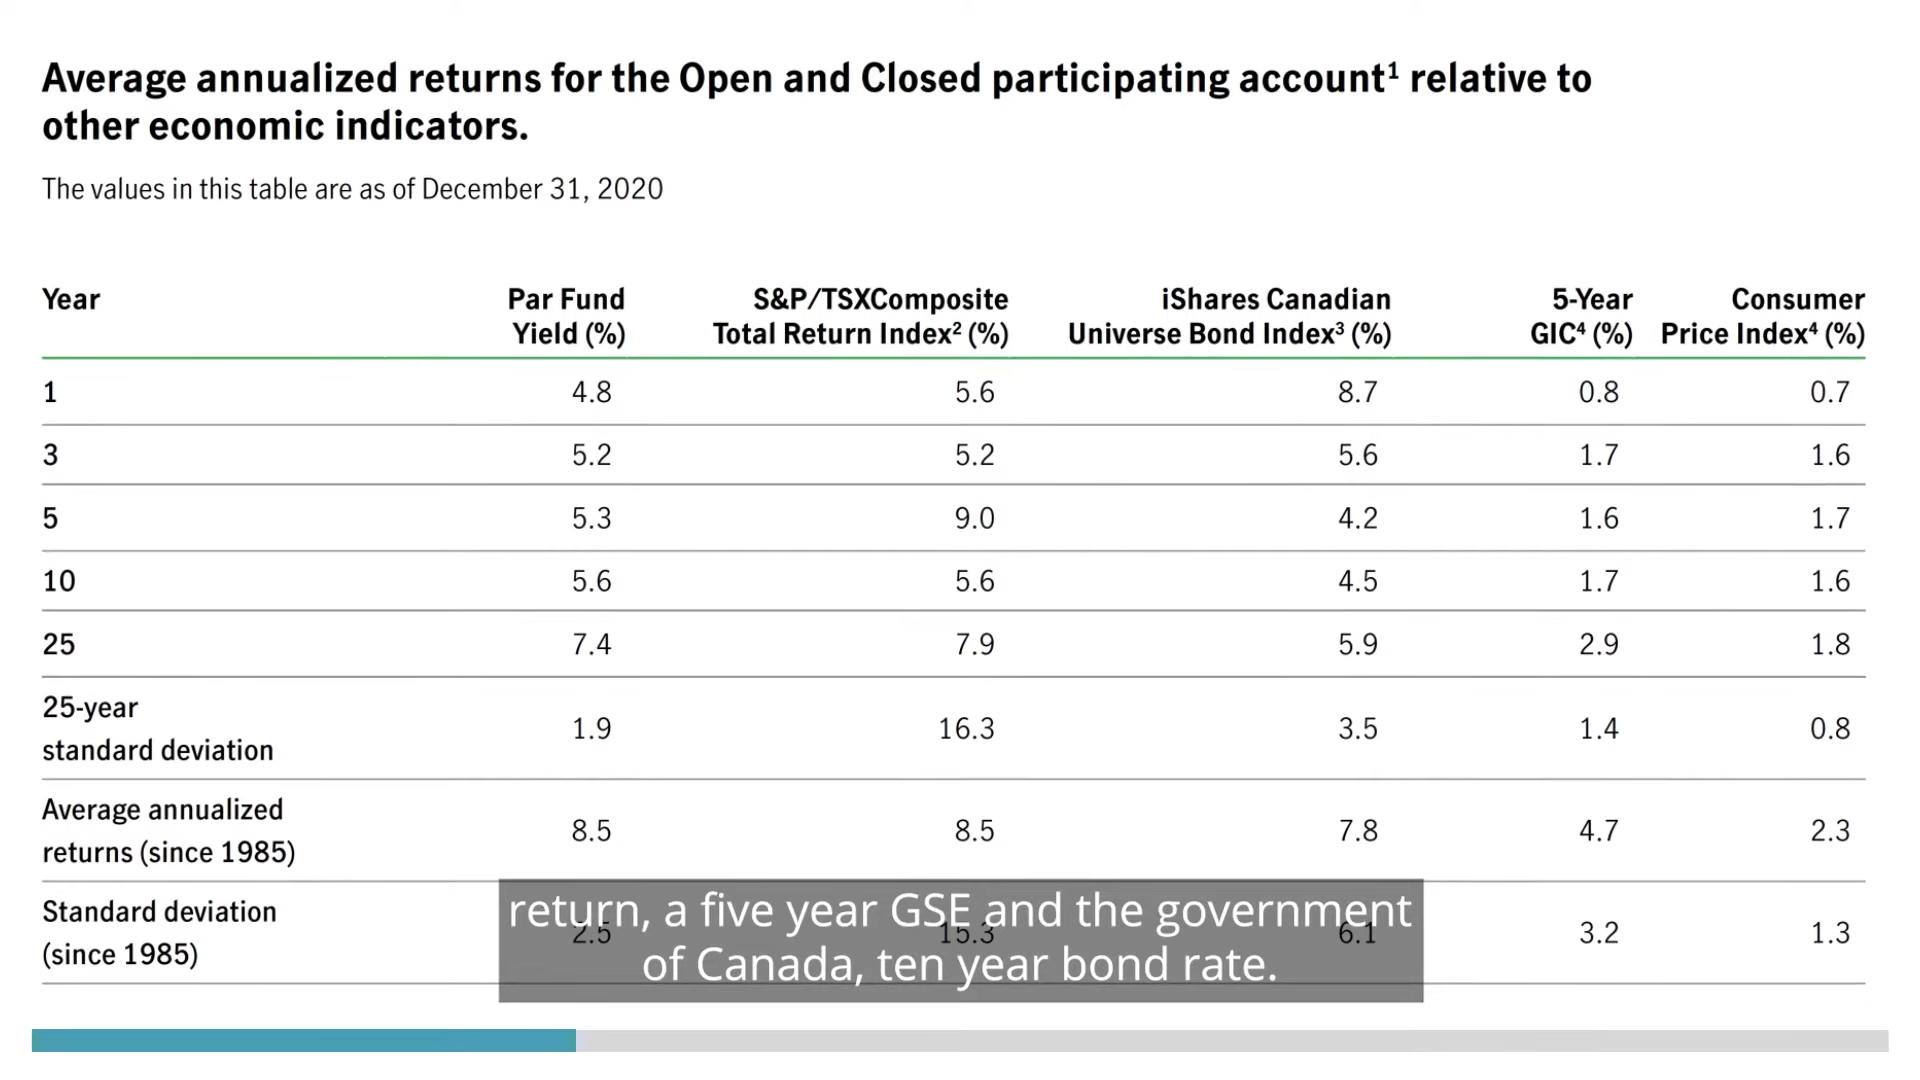 Average annualized returns for the Open and Closed participating account¹ relative to
other economic indicators.
The values in this table are as of December 31, 2020
Year Par Fund Yield (%) S&P/TSXComposite Total Return Index² (%) iShares Canadian Universe Bond Index³ (%) 5-Year GIC⁴ (%) Consumer Price Index⁴ (%)
1 4.8 5.6 8.7 0.8 0.7
3 5.2 5.2 5.6 1.7 1.6
5 5.3 9.0 4.2 1.6 1.7
10 5.6 5.6 4.5 1.7 1.6
25 7.4 7.9 5.9 2.9 1.8
25-year
standard deviation 1.9 16.3 3.5 1.4 0.8
Average annualized
returns (since 1985) 8.5 8.5 7.8 4.7 2.3
Standard deviation
(since 1985) 2.5 15.3 6.1 3.2 1.3
return, a five year GSE and the government
of Canada, ten year bond rate.